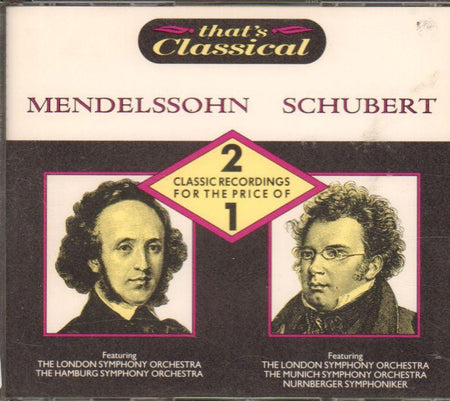 that's
Classical
MENDELSSOHN SCHUBERT
2
CLASSIC RECORDINGS
FOR THE PRICE OF
1
Featuring
THE LONDON SYMPHONY ORCHESTRA
THE HAMBURG SYMPHONY ORCHESTRA
Featuring
THE LONDON SYMPHONY ORCHESTRA
THE MUNICH SYMPHONY ORCHESTRA
NURNBERGER SYMPHONIKER